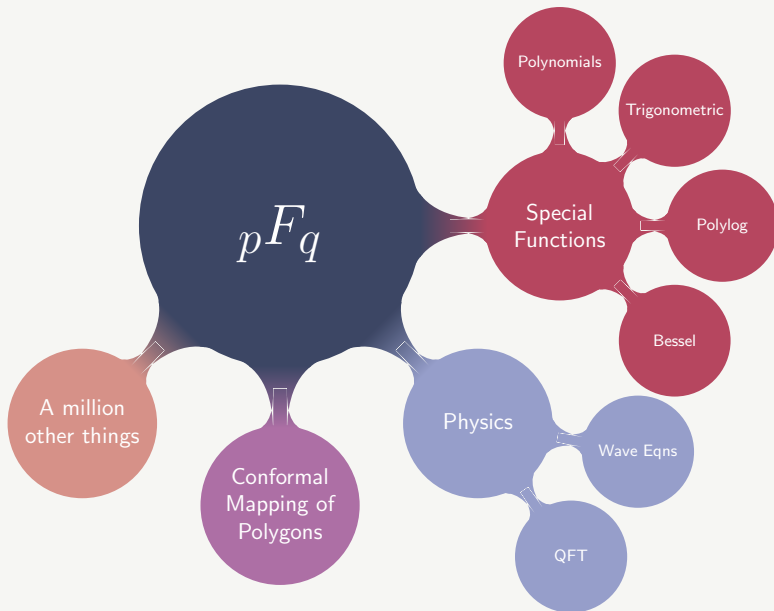 Polynomials
Trigonometric
pFq
Special
Functions
Polylog
Bessel
A million
other things
Physics
Wave Eqns
Conformal
Mapping of
Polygons
QFT